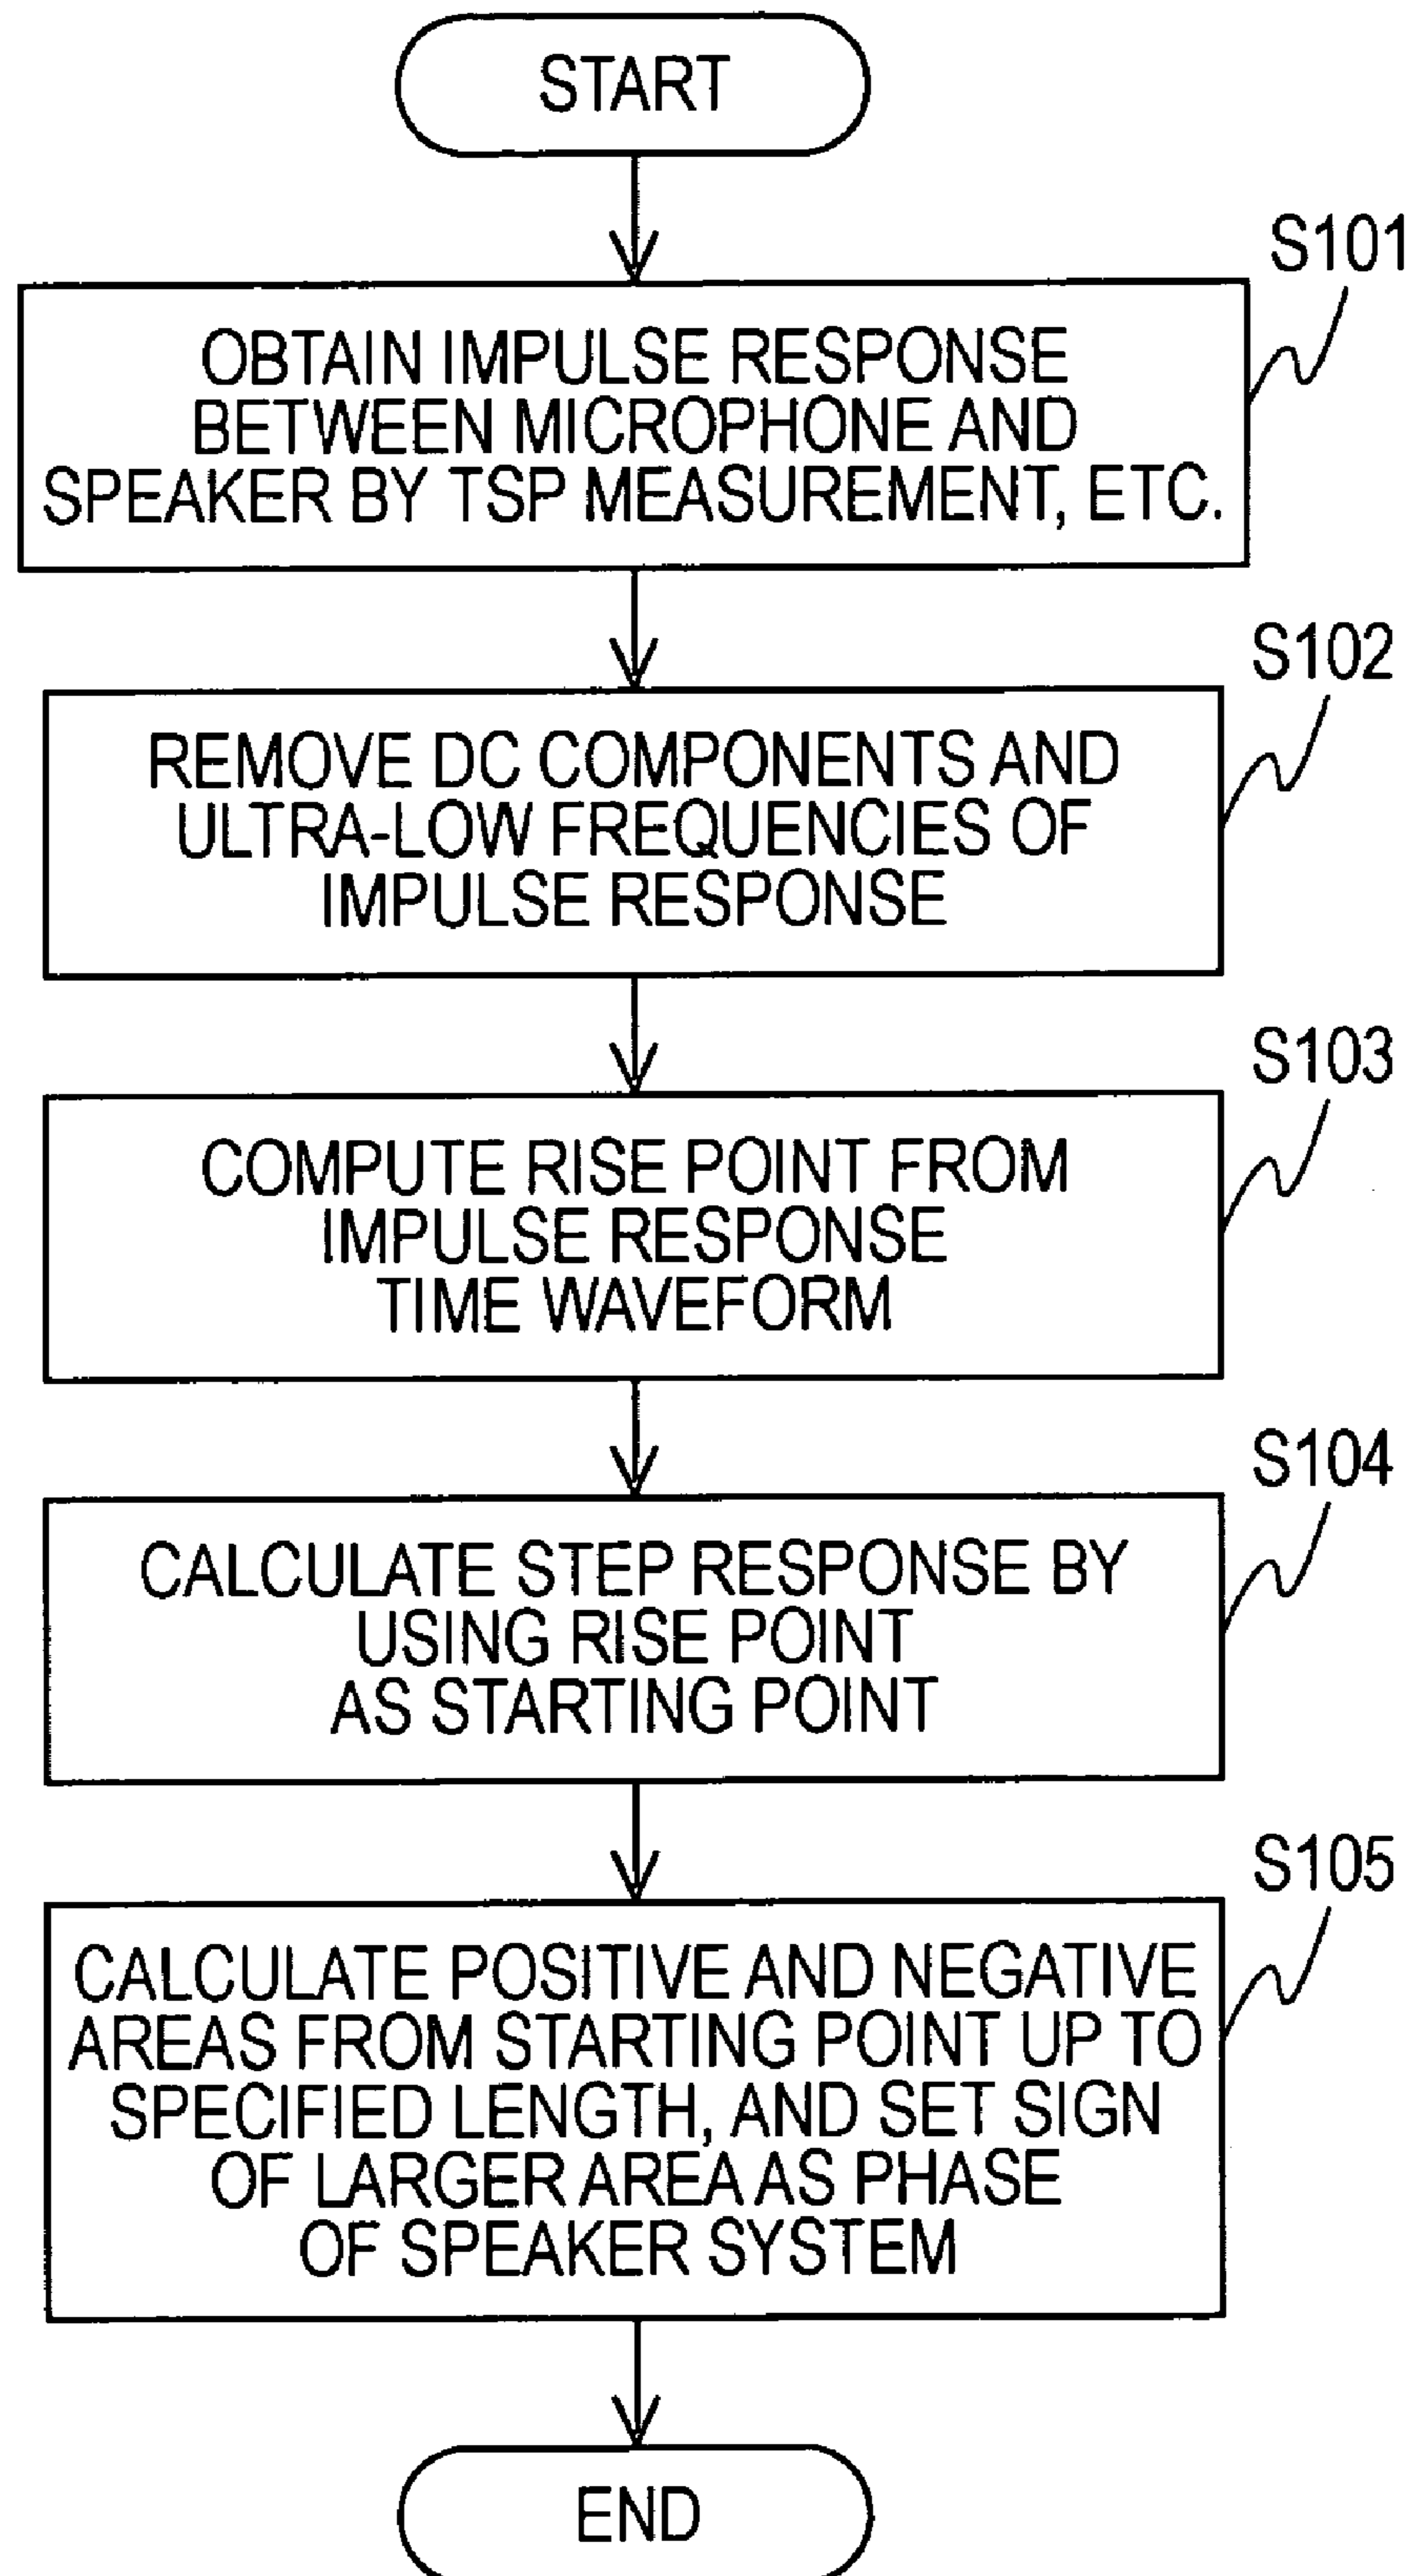 START
S101
OBTAIN IMPULSE RESPONSE
BETWEEN MICROPHONE AND
SPEAKER BY TSP MEASUREMENT, ETC.
S102
REMOVE DC COMPONENTS AND
ULTRA-LOW FREQUENCIES OF
IMPULSE RESPONSE
S103
COMPUTE RISE POINT FROM
IMPULSE RESPONSE
TIME WAVEFORM
S104
CALCULATE STEP RESPONSE BY
USING RISE POINT
AS STARTING POINT
S105
CALCULATE POSITIVE AND NEGATIVE
AREAS FROM STARTING POINT UP TO
SPECIFIED LENGTH, AND SET SIGN
OF LARGER AREA AS PHASE
OF SPEAKER SYSTEM
END